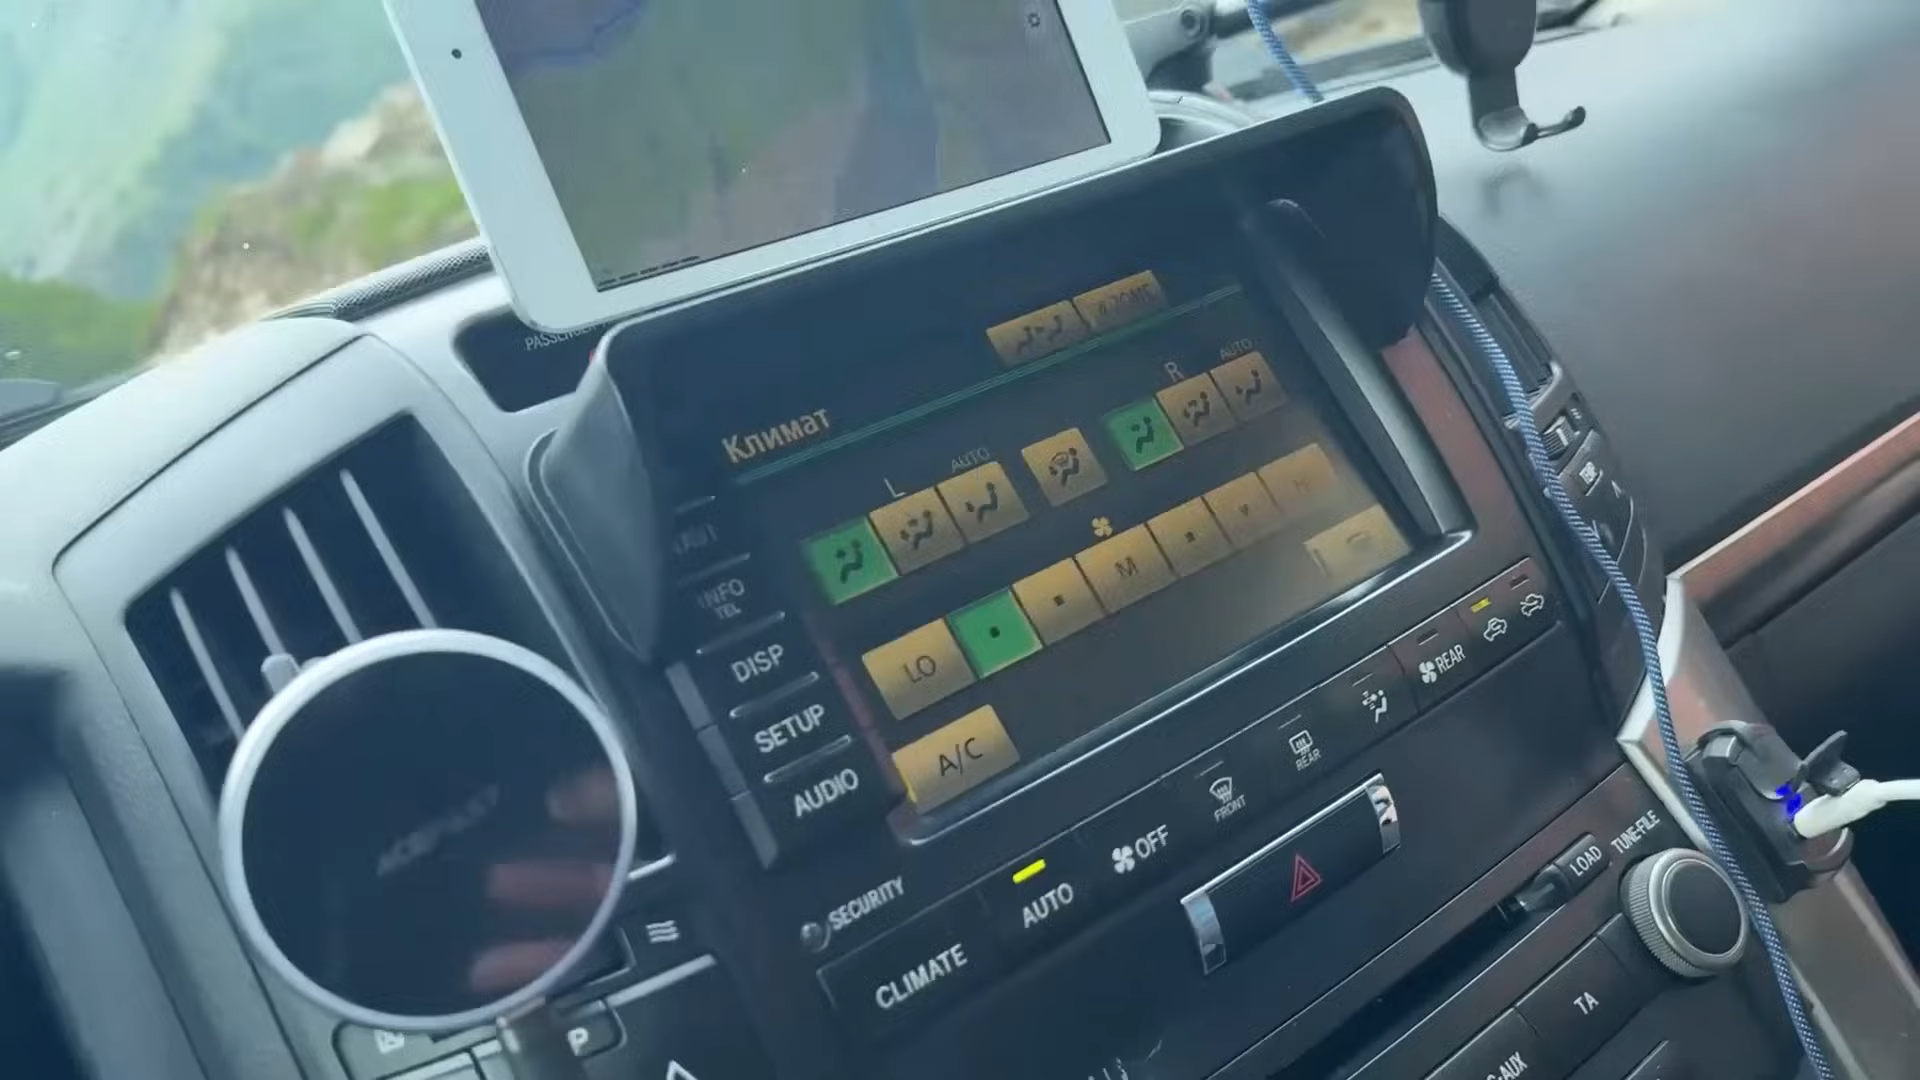 Климат
L
AUTO
R
AUTO
LO
M
A/C
INFO
TEL
DISP
SETUP
AUDIO
SECURITY
CLIMATE
AUTO
OFF
FRONT
REAR
REAR
LOAD
TUNE·FILE
TA
P